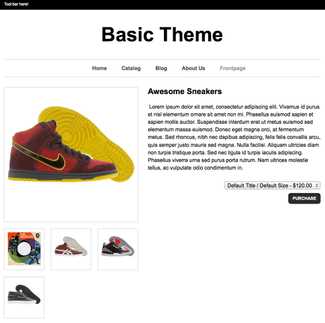 Tool bar here!
Basic Theme
Home Catalog Blog About Us Frontpage
Awesome Sneakers
Lorem ipsum dolor sit amet, consectetur adipiscing elit. Vivamus id purus
at nisl elementum ornare sit amet non mi. Phasellus euismod sapien et
sapien mollis auctor. Suspendisse interdum erat ut metus euismod sed
elementum massa euismod. Donec eget magna orci, at fermentum
metus. Sed rhoncus, nibh nec dapibus adipiscing, felis felis convallis arcu,
quis semper justo mauris sed magna. Nulla facilisi. Aliquam ultricies diam
non turpis tristique porta. Sed nec ligula id turpis iaculis adipiscing.
Phasellus viverra urna sed purus porta rutrum. Nam ultrices molestie
tellus, ac vulputate odio condimentum in.
Default Title / Default Size - $120.00
PURCHASE